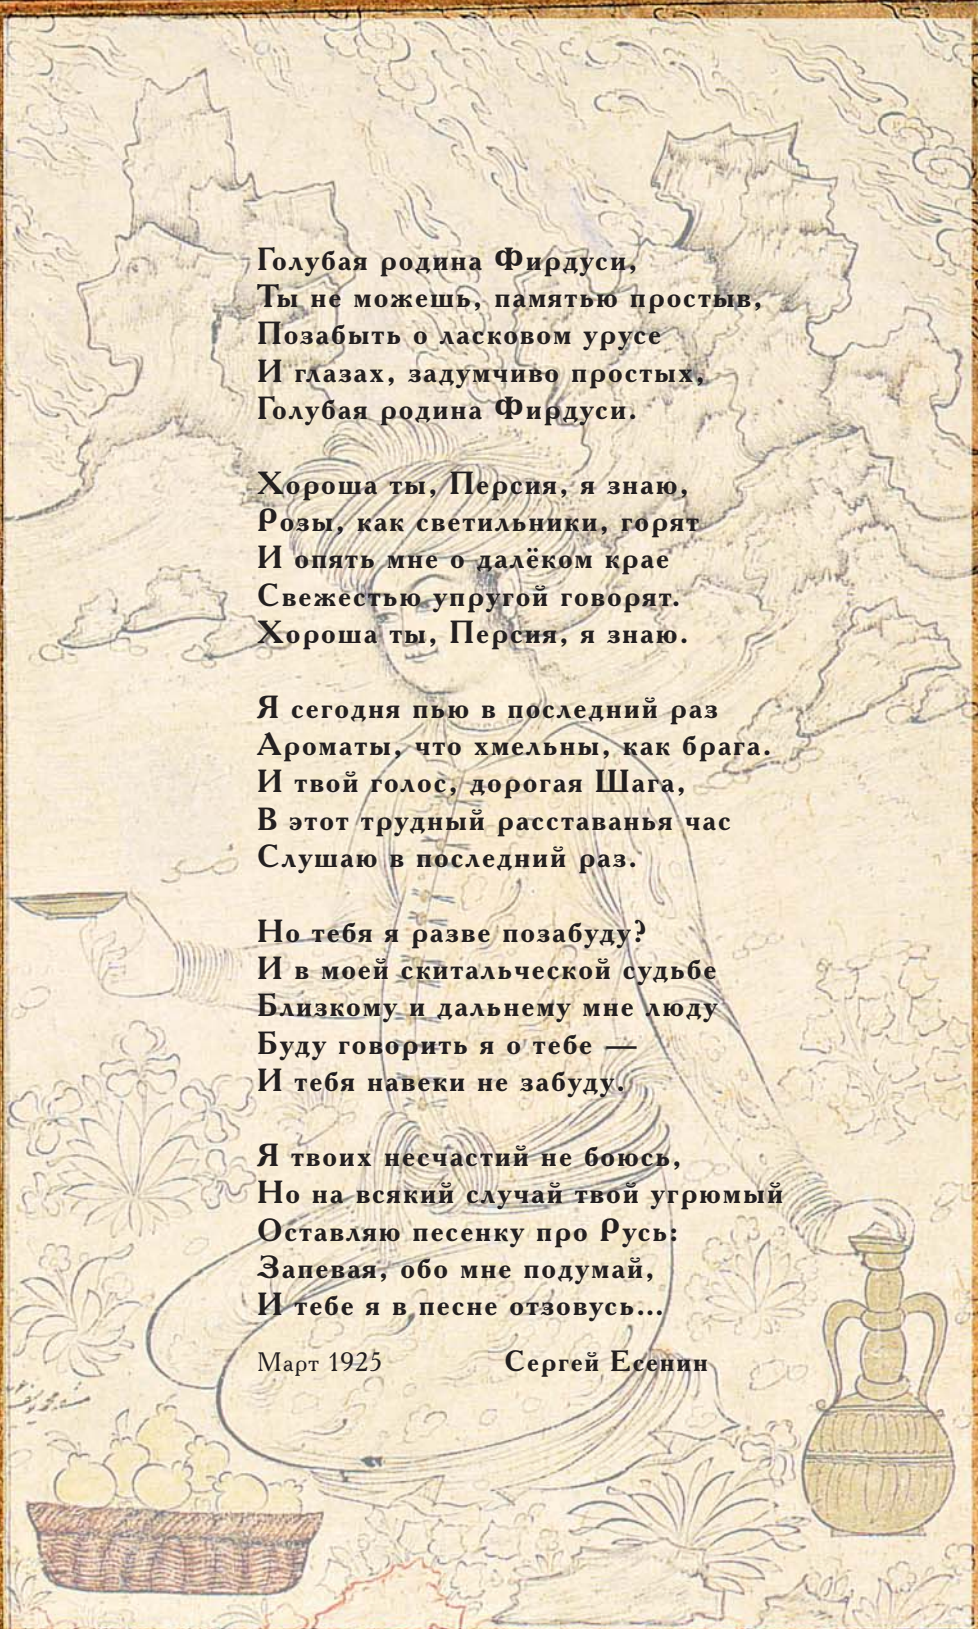 Голубая родина Фирдуси,
Ты не можешь, памятью простыв,
Позабыть о ласковом урусе
И глазах, задумчиво простых,
Голубая родина Фирдуси.

Хороша ты, Персия, я знаю,
Розы, как светильники, горят
И опять мне о далёком крае
Свежестью упругой говорят.
Хороша ты, Персия, я знаю.

Я сегодня пью в последний раз
Ароматы, что хмельны, как брага.
И твой голос, дорогая Шага,
В этот трудный расставанья час
Слушаю в последний раз.

Но тебя я разве позабуду?
И в моей скитальческой судьбе
Близкому и дальнему мне люду
Буду говорить я о тебе —
И тебя навеки не забуду.

Я твоих несчастий не боюсь,
Но на всякий случай твой угрюмый
Оставляю песенку про Русь:
Запевая, обо мне подумай,
И тебе я в песне отзовусь...

Март 1925 Сергей Есенин